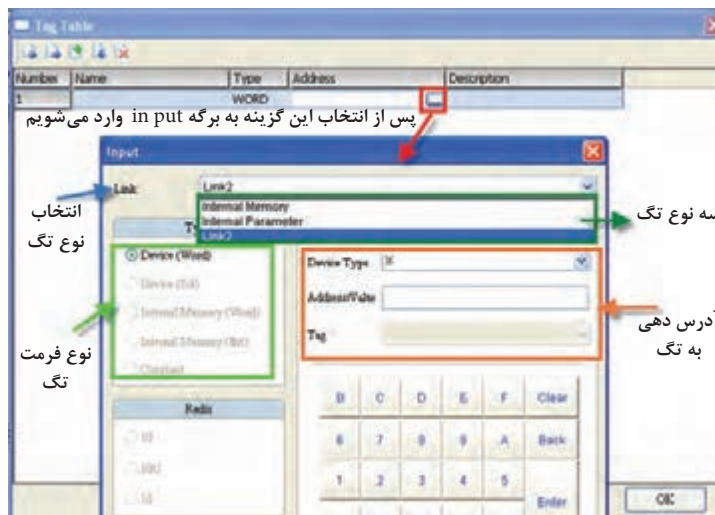 Tag Table
Number Name Type Address Description
1 WORD
پس از انتخاب این گزینه به برگه in put وارد می‌شویم
Input
Link Link2
Internal Memory
Internal Parameter
Link2
انتخاب
نوع تگ
سه نوع تگ
Device (Word)
Device (Bit)
Internal Memory (Word)
Internal Memory (Bit)
Constant
نوع فرمت
تگ
Device Type
Address/Value
Tag
آدرس دهی
به تگ
Radix
10
16
B C D E F Clear
6 7 8 9 A Back
1 2 3 4 5
Enter
OK